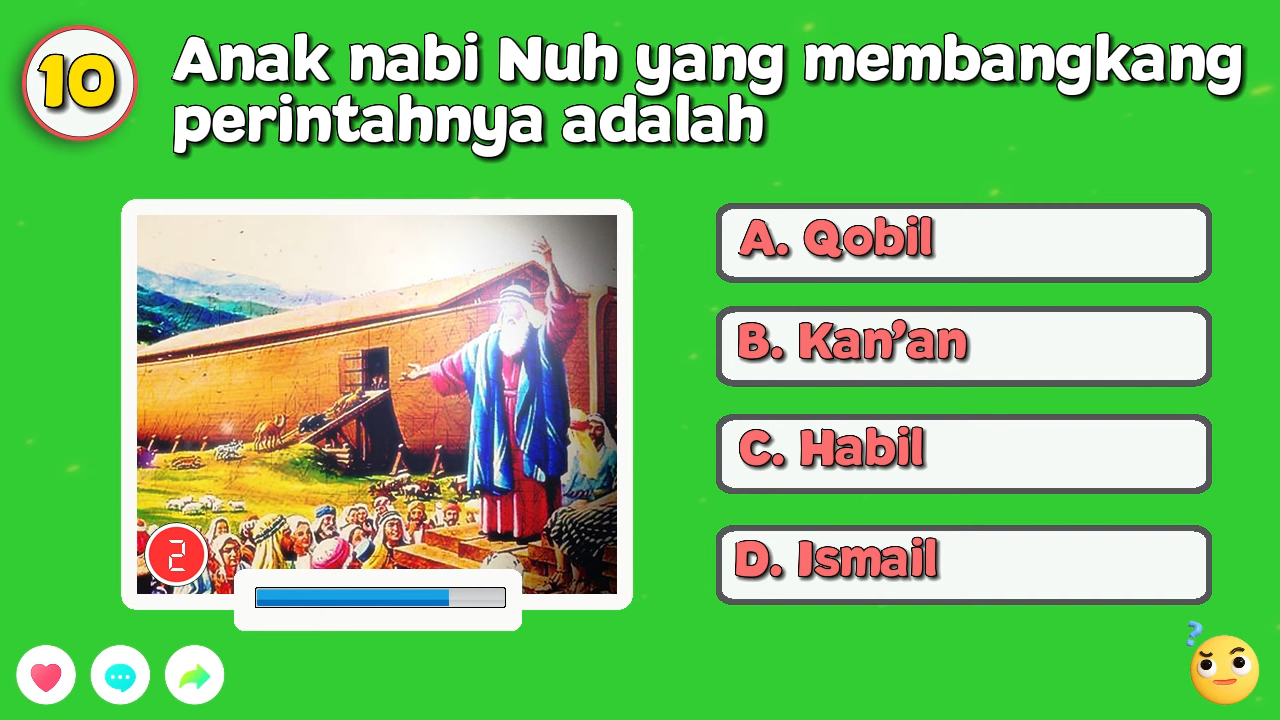 10
Anak nabi Nuh yang membangkang
perintahnya adalah
A. Qobil
B. Kan’an
C. Habil
D. Ismail
2
?